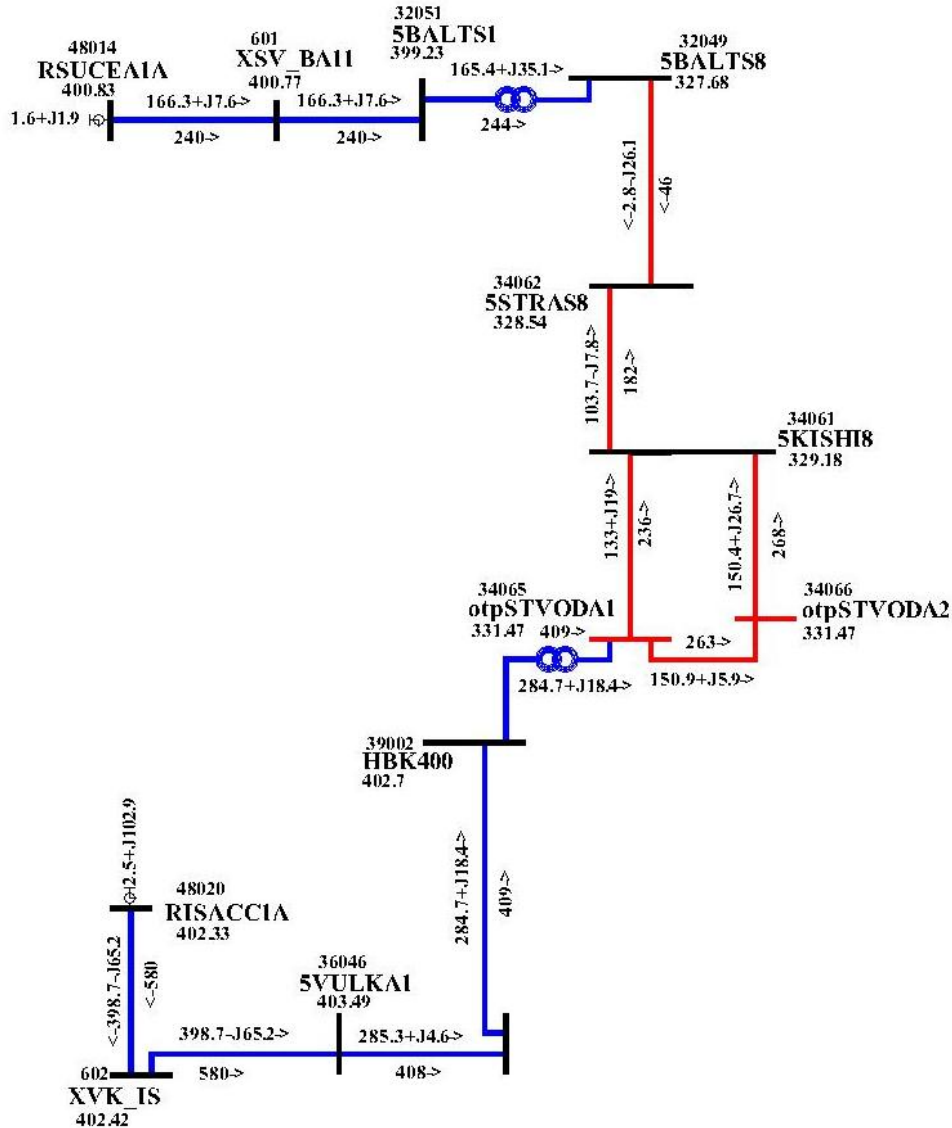 48014
RSUCEA1A
400.83
1.6+J1.9
166.3+J7.6->
240->
601
XSV_BA11
400.77
166.3+J7.6->
240->
32051
5BALTS1
399.23
165.4+J35.1->
244->
32049
5BALTS8
327.68
<-2.8-J26.1
<-46
34062
5STRAS8
328.54
103.7-J7.8->
182->
34061
5KISHI8
329.18
133+J19->
236->
150.4+J26.7->
268->
34065
otpSTVODA1
331.47
409->
34066
otpSTVODA2
331.47
263->
150.9+J5.9->
284.7+J18.4->
39002
HBK400
402.7
284.7+J18.4->
409->
2.5+J102.9
48020
RISACC1A
402.33
<-398.7-J65.2
<-580
36046
5VULKA1
403.49
398.7-J65.2->
580->
285.3+J4.6->
408->
602
XVK_IS
402.42